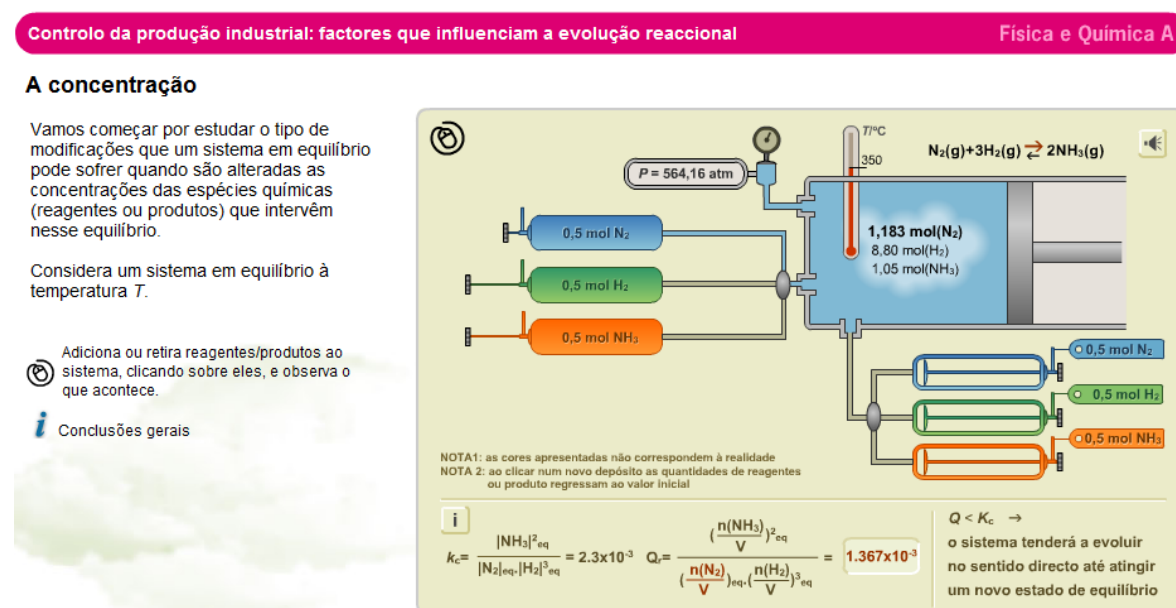 Controlo da produção industrial: factores que influenciam a evolução reaccional
Física e Química A
A concentração
Vamos começar por estudar o tipo de
modificações que um sistema em equilíbrio
pode sofrer quando são alteradas as
concentrações das espécies químicas
(reagentes ou produtos) que intervêm
nesse equilíbrio.
Considera um sistema em equilíbrio à
temperatura T.
Adiciona ou retira reagentes/produtos ao
sistema, clicando sobre eles, e observa o
que acontece.
i Conclusões gerais
T/ºC
350
N₂(g)+3H₂(g) ⇄ 2NH₃(g)
P = 564,16 atm
0,5 mol N₂
0,5 mol H₂
0,5 mol NH₃
1,183 mol(N₂)
8,80 mol(H₂)
1,05 mol(NH₃)
0,5 mol N₂
0,5 mol H₂
0,5 mol NH₃
NOTA1: as cores apresentadas não correspondem à realidade
NOTA 2: ao clicar num novo depósito as quantidades de reagentes
ou produto regressam ao valor inicial
i
kc= |NH₃|²eq / |N₂|eq.|H₂|³eq = 2.3x10⁻³ Qr= (n(NH₃)/V)²eq / (n(N₂)/V)eq.(n(H₂)/V)³eq = 1.367x10⁻³
Q < Kc →
o sistema tenderá a evoluir
no sentido directo até atingir
um novo estado de equilíbrio